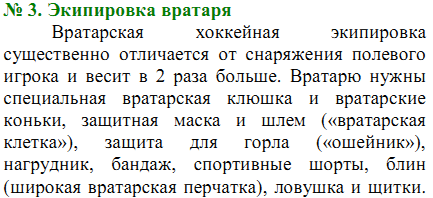 № 3. Экипировка вратаря
Вратарская хоккейная экипировка
существенно отличается от снаряжения полевого
игрока и весит в 2 раза больше. Вратарю нужны
специальная вратарская клюшка и вратарские
коньки, защитная маска и шлем («вратарская
клетка»), защита для горла («ошейник»),
нагрудник, бандаж, спортивные шорты, блин
(широкая вратарская перчатка), ловушка и щитки.